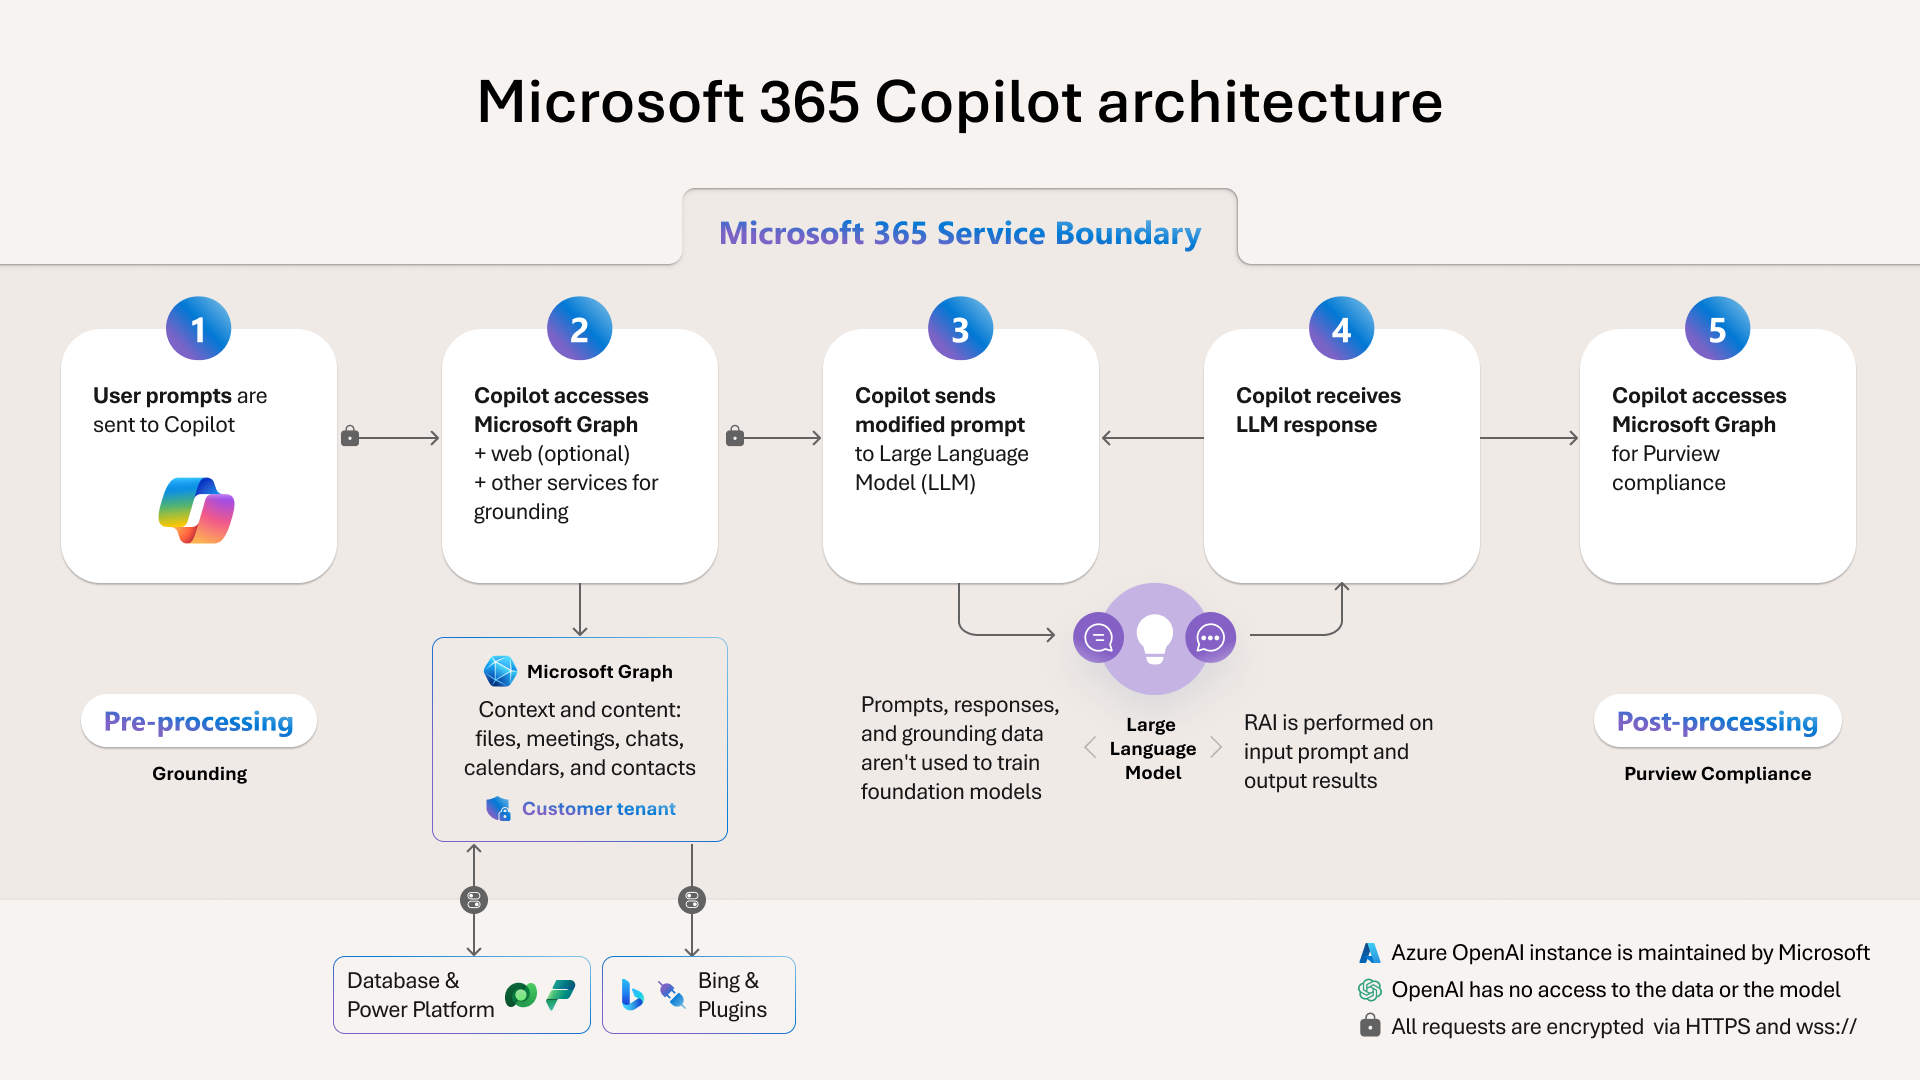 Microsoft 365 Copilot architecture
Microsoft 365 Service Boundary
1
User prompts are
sent to Copilot
2
Copilot accesses
Microsoft Graph
+ web (optional)
+ other services for
grounding
3
Copilot sends
modified prompt
to Large Language
Model (LLM)
4
Copilot receives
LLM response
5
Copilot accesses
Microsoft Graph
for Purview
compliance
Pre-processing
Grounding
Microsoft Graph
Context and content:
files, meetings, chats,
calendars, and contacts
Customer tenant
Prompts, responses,
and grounding data
aren't used to train
foundation models
Large
Language
Model
RAI is performed on
input prompt and
output results
Post-processing
Purview Compliance
Database &
Power Platform
Bing &
Plugins
Azure OpenAI instance is maintained by Microsoft
OpenAI has no access to the data or the model
All requests are encrypted  via HTTPS and wss://